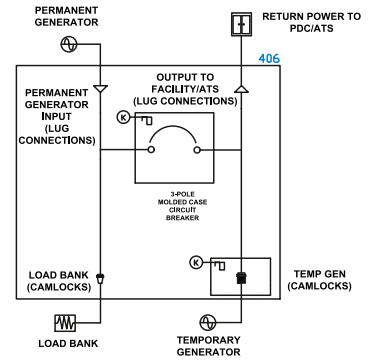 PERMANENT
GENERATOR
RETURN POWER TO
PDC/ATS
406
OUTPUT TO
FACILITY/ATS
(LUG CONNECTIONS)
PERMANENT
GENERATOR
INPUT
(LUG
CONNECTIONS)
K
3-POLE
MOLDED CASE
CIRCUIT
BREAKER
K
LOAD BANK
(CAMLOCKS)
TEMP GEN
(CAMLOCKS)
LOAD BANK
TEMPORARY
GENERATOR